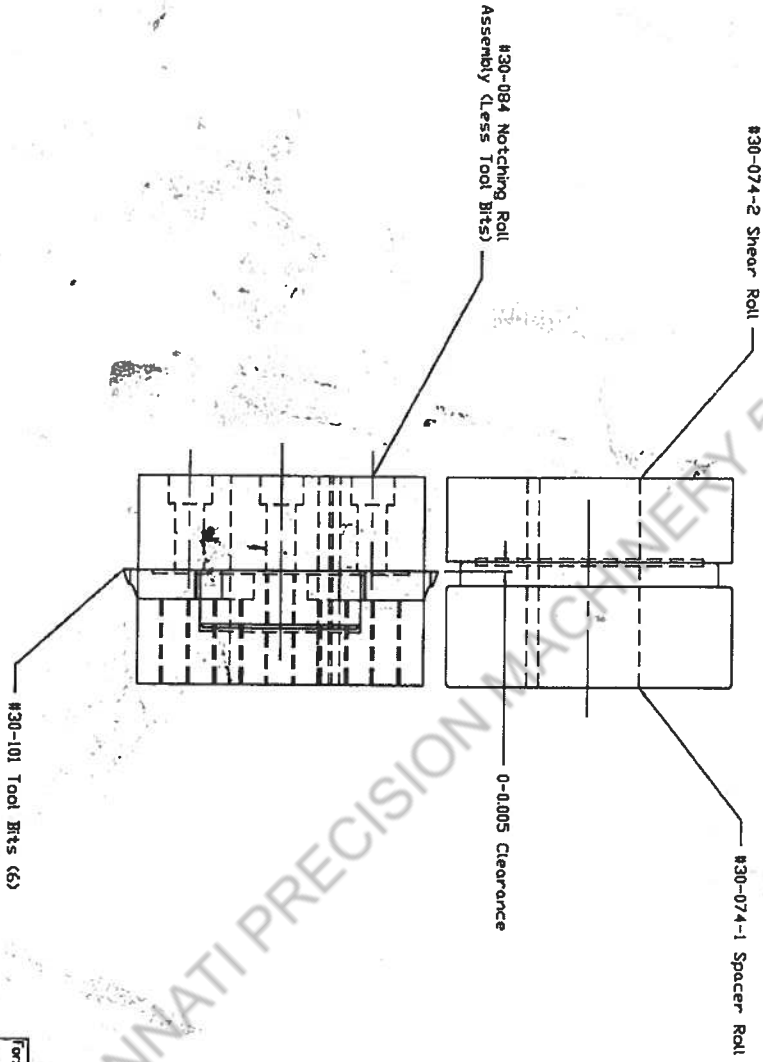 #30-074-2 Shear Roll
#30-074-1 Spacer Roll
#30-084 Notching Roll
Assembly (Less Tool Bits)
0-0.005 Clearance
#30-101 Tool Bits (6)
NNATI PRECISION MACHINERY